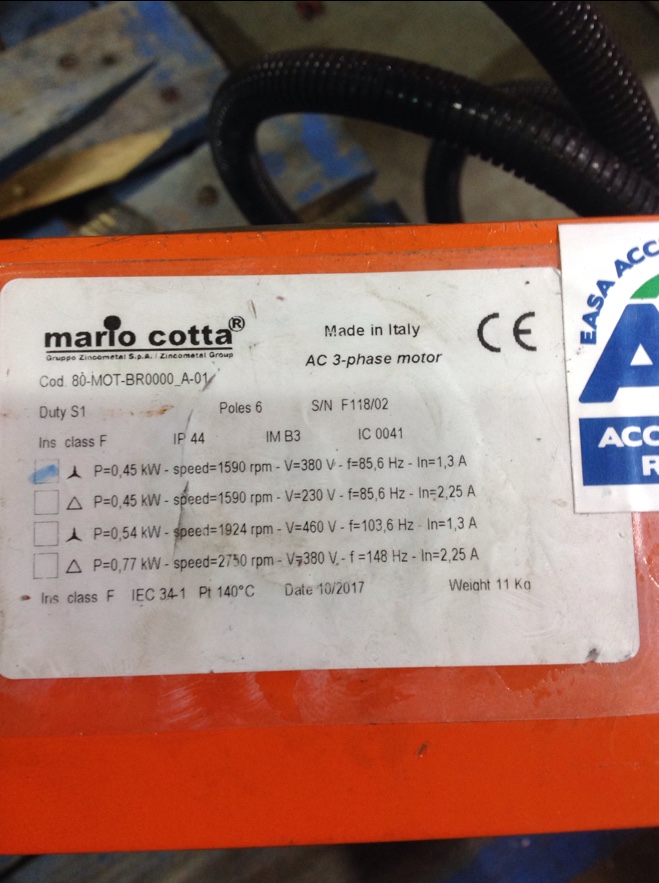 mario cotta®
Gruppo Zincometal S.p.A. / Zincometal Group
Made in Italy
CE
AC 3-phase motor
Cod. 80-MOT-BR0000_A-01
Duty S1 Poles 6 S/N F118/02
Ins class F IP 44 IM B3 IC 0041
P=0,45 kW - speed=1590 rpm - V=380 V - f=85,6 Hz - In=1,3 A
△ P=0,45 kW - speed=1590 rpm - V=230 V - f=85,6 Hz - In=2,25 A
P=0,54 kW - speed=1924 rpm - V=460 V - f=103,6 Hz - In=1,3 A
△ P=0,77 kW - speed=2750 rpm - V=380 V - f =148 Hz - In=2,25 A
Ins class F IEC 34-1 Pt 140°C Date 10/2017 Weight 11 Kg
EASA ACC
A
ACC
R